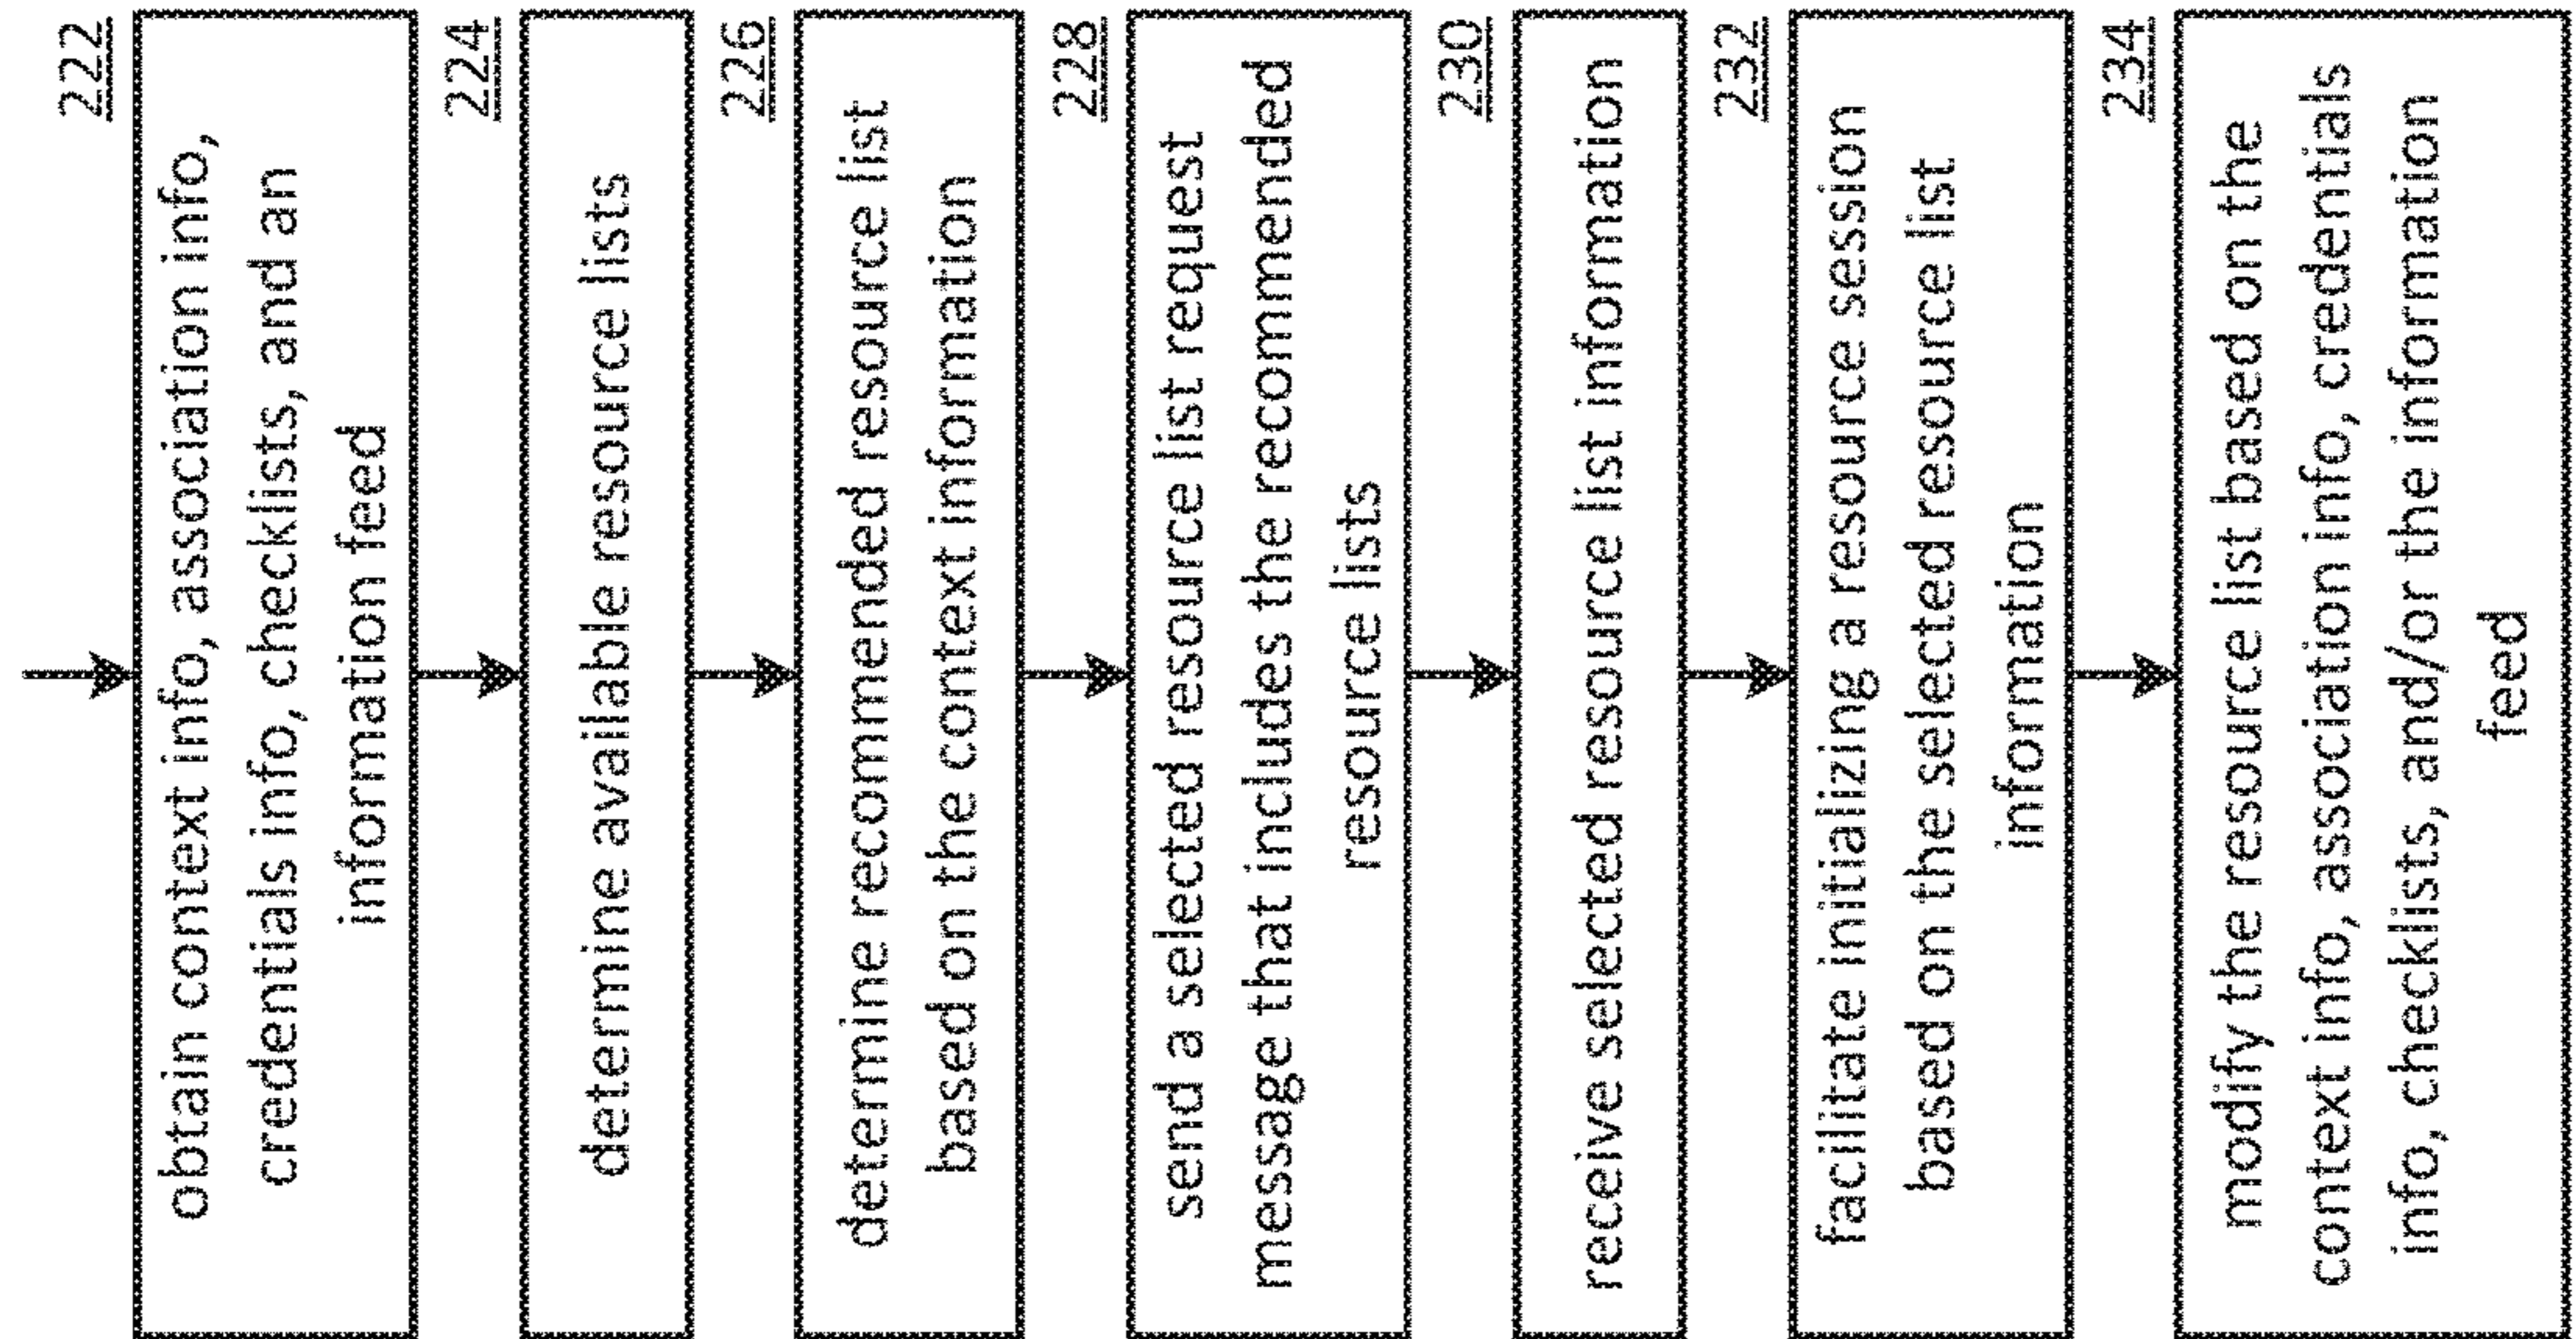 222
obtain context info, association info,
credentials info, checklists, and an
information feed
224
determine available resource lists
226
determine recommended resource list
based on the context information
228
send a selected resource list request
message that includes the recommended
resource lists
230
receive selected resource list information
232
facilitate initializing a resource session
based on the selected resource list
information
234
modify the resource list based on the
context info, association info, credentials
info, checklists, and/or the information
feed